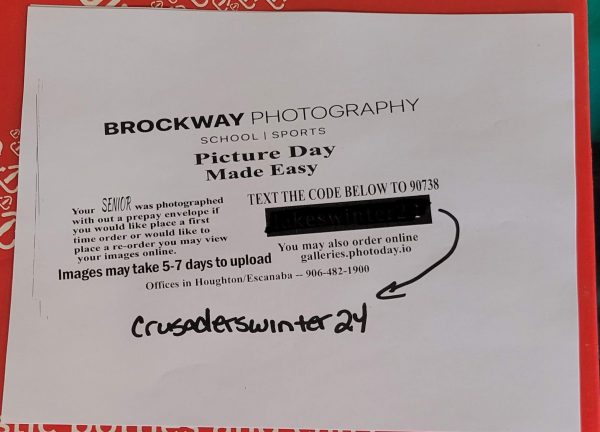 BROCKWAY PHOTOGRAPHY
SCHOOL | SPORTS
Picture Day
Made Easy
Your SENIOR was photographed
with out a prepay envelope if
you would like place a first
time order or would like to
place a re-order you may view
your images online.
Images may take 5-7 days to upload
TEXT THE CODE BELOW TO 90738
You may also order online
galleries.photoday.io
Offices in Houghton/Escanaba -- 906-482-1900
crusaderswinter24